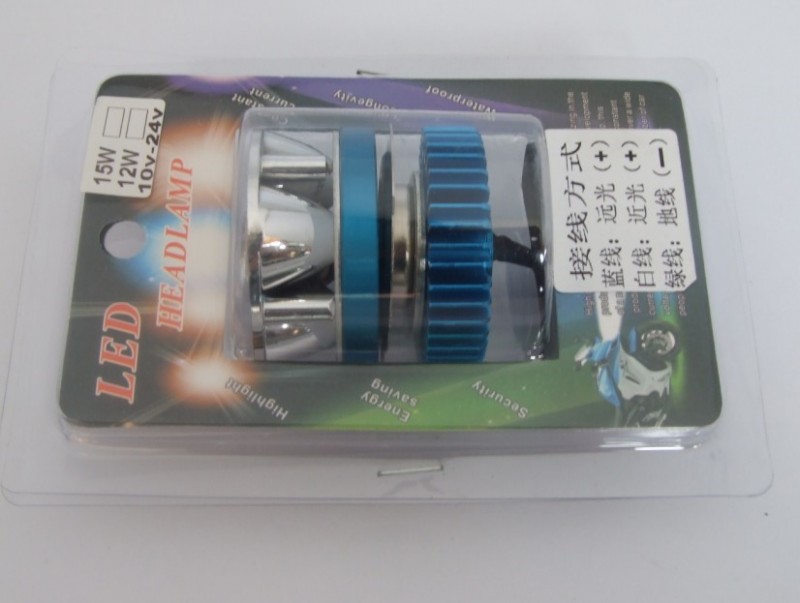 15W
12W
10v-24v
LED
HEADLAMP
Waterproof
Longevity
Constant
current
Highlight
Energy
saving
Security
接线方式
蓝线：远光（+）
白线：近光（+）
绿线：地线（—）